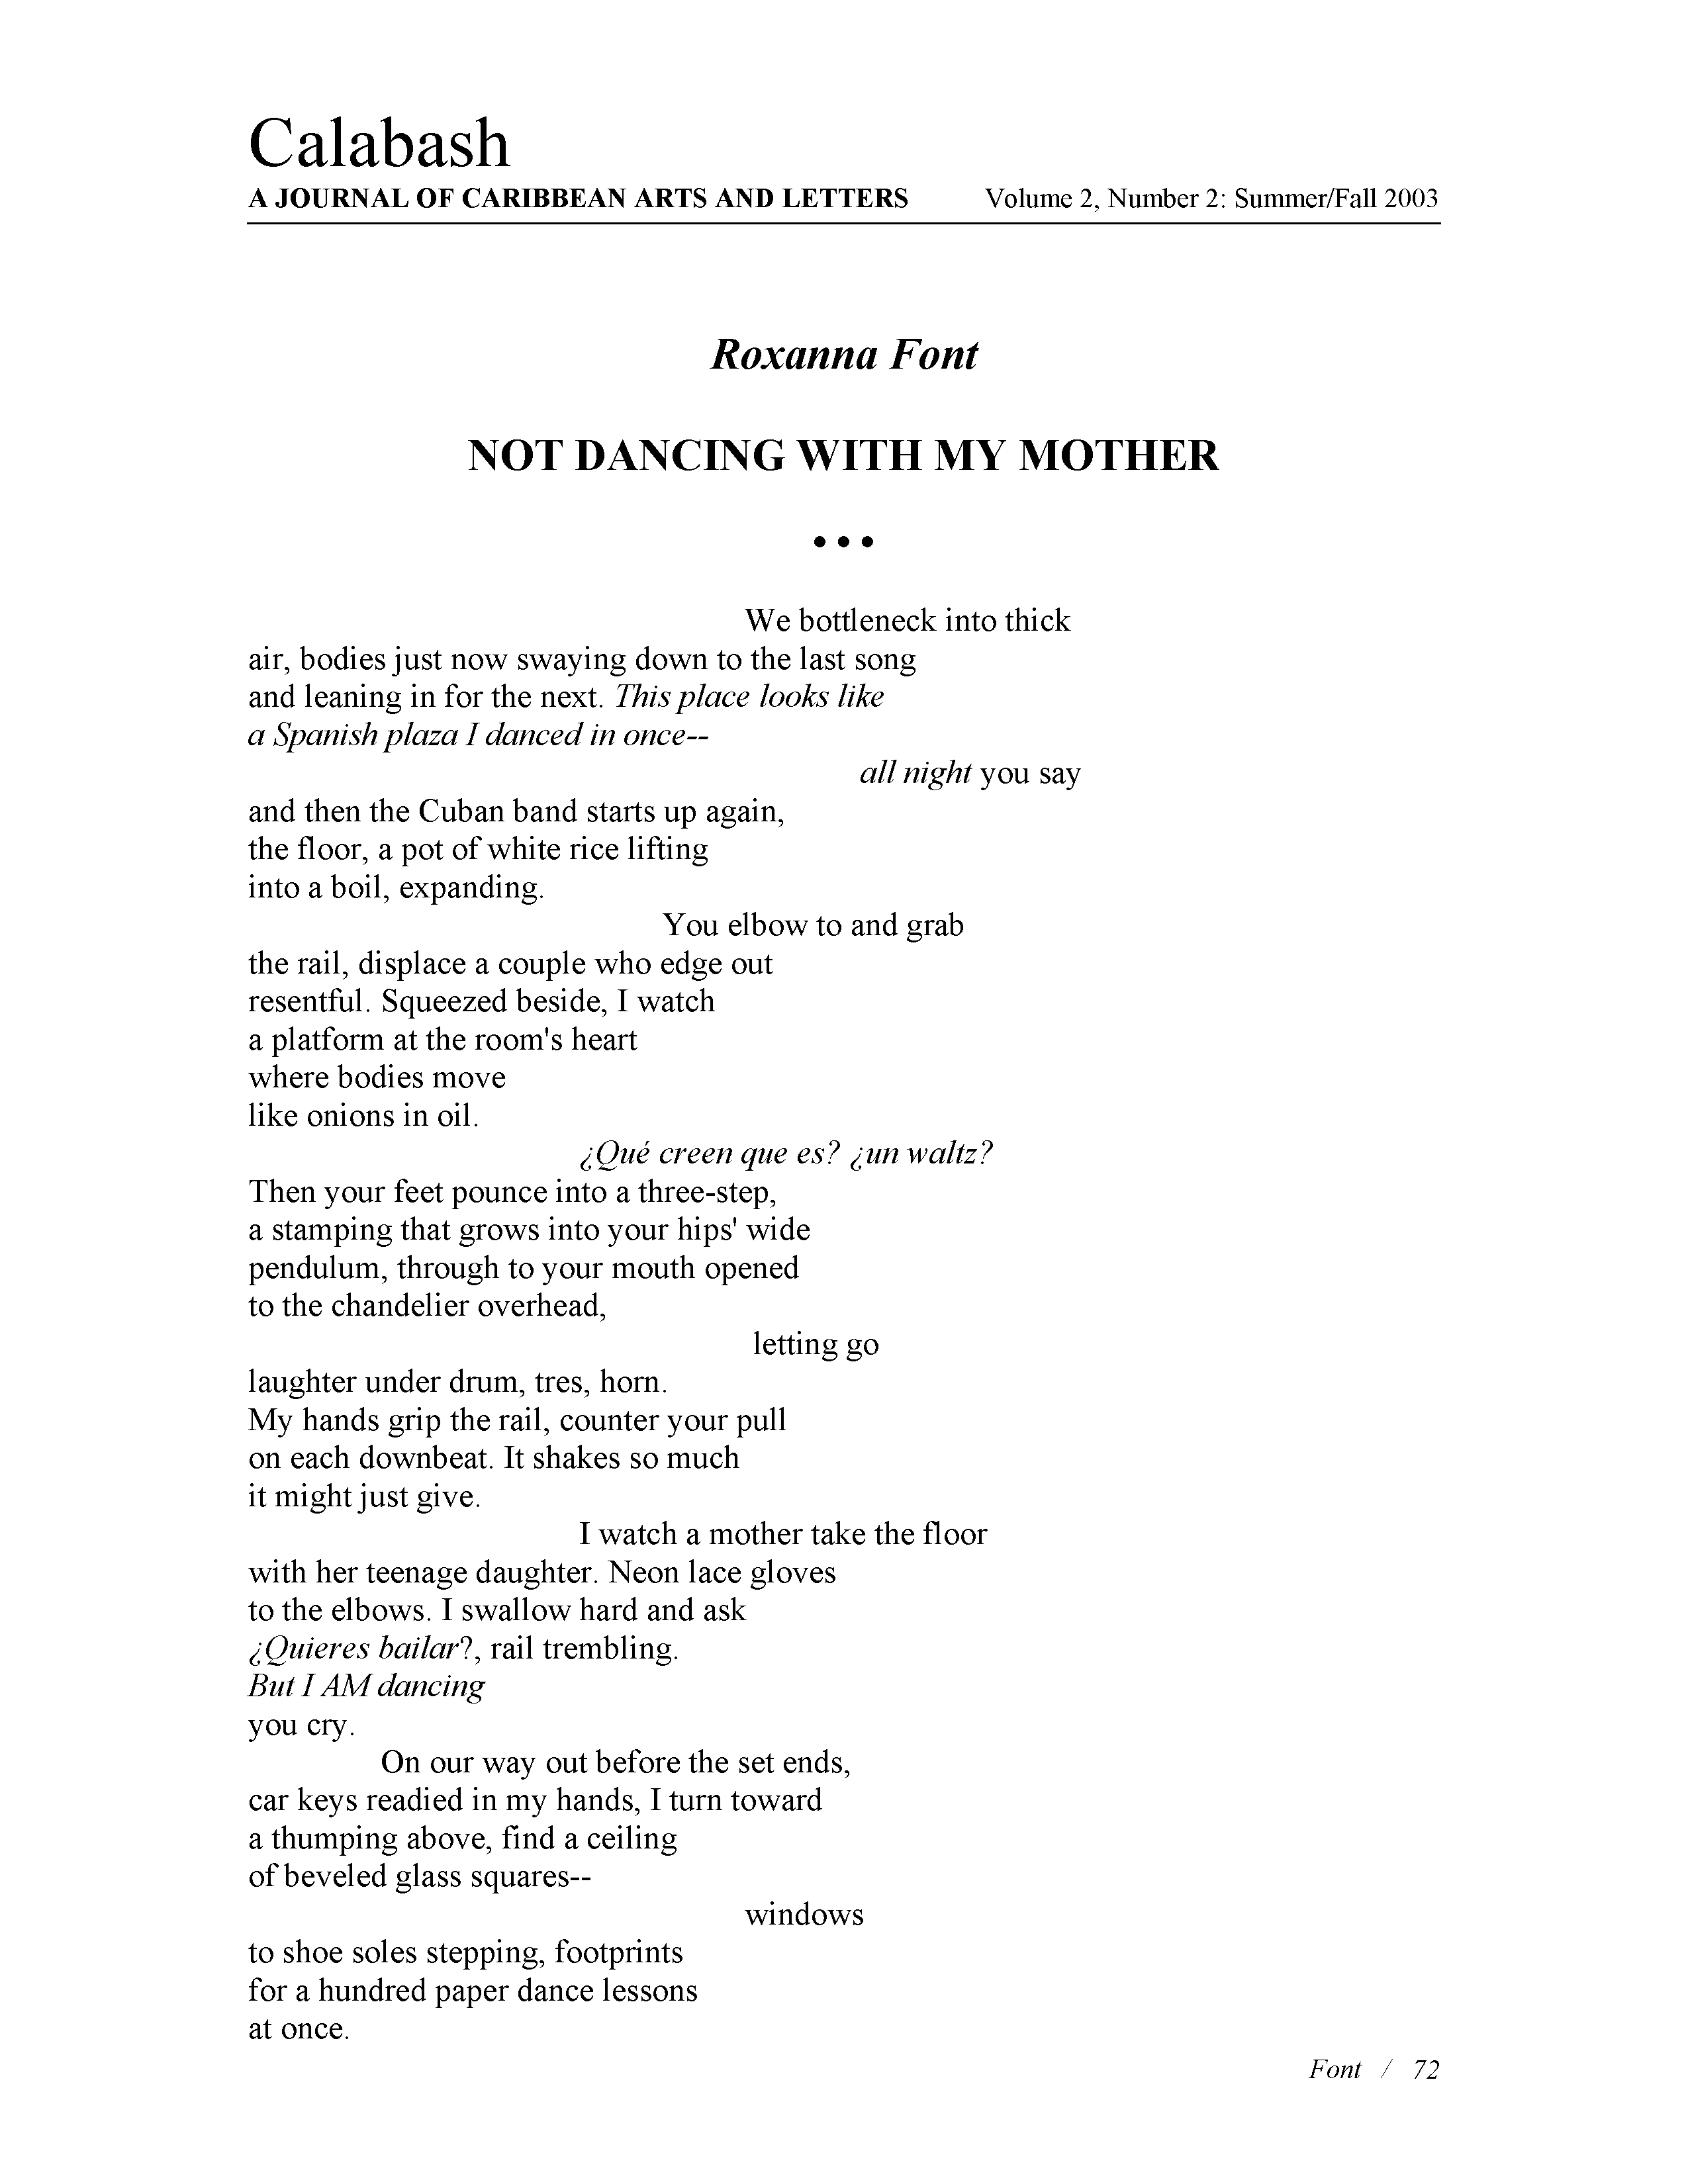 Calabash
A JOURNAL OF CARIBBEAN ARTS AND LETTERS Volume 2, Number 2: Summer/Fall 2003
Roxanna Font
NOT DANCING WITH MY MOTHER
• • •
We bottleneck into thick
air, bodies just now swaying down to the last song
and leaning in for the next. This place looks like
a Spanish plaza I danced in once--
all night you say
and then the Cuban band starts up again,
the floor, a pot of white rice lifting
into a boil, expanding.
You elbow to and grab
the rail, displace a couple who edge out
resentful. Squeezed beside, I watch
a platform at the room's heart
where bodies move
like onions in oil.
¿Qué creen que es? ¿un waltz?
Then your feet pounce into a three-step,
a stamping that grows into your hips' wide
pendulum, through to your mouth opened
to the chandelier overhead,
letting go
laughter under drum, tres, horn.
My hands grip the rail, counter your pull
on each downbeat. It shakes so much
it might just give.
I watch a mother take the floor
with her teenage daughter. Neon lace gloves
to the elbows. I swallow hard and ask
¿Quieres bailar?, rail trembling.
But I AM dancing
you cry.
On our way out before the set ends,
car keys readied in my hands, I turn toward
a thumping above, find a ceiling
of beveled glass squares--
windows
to shoe soles stepping, footprints
for a hundred paper dance lessons
at once.
Font / 72